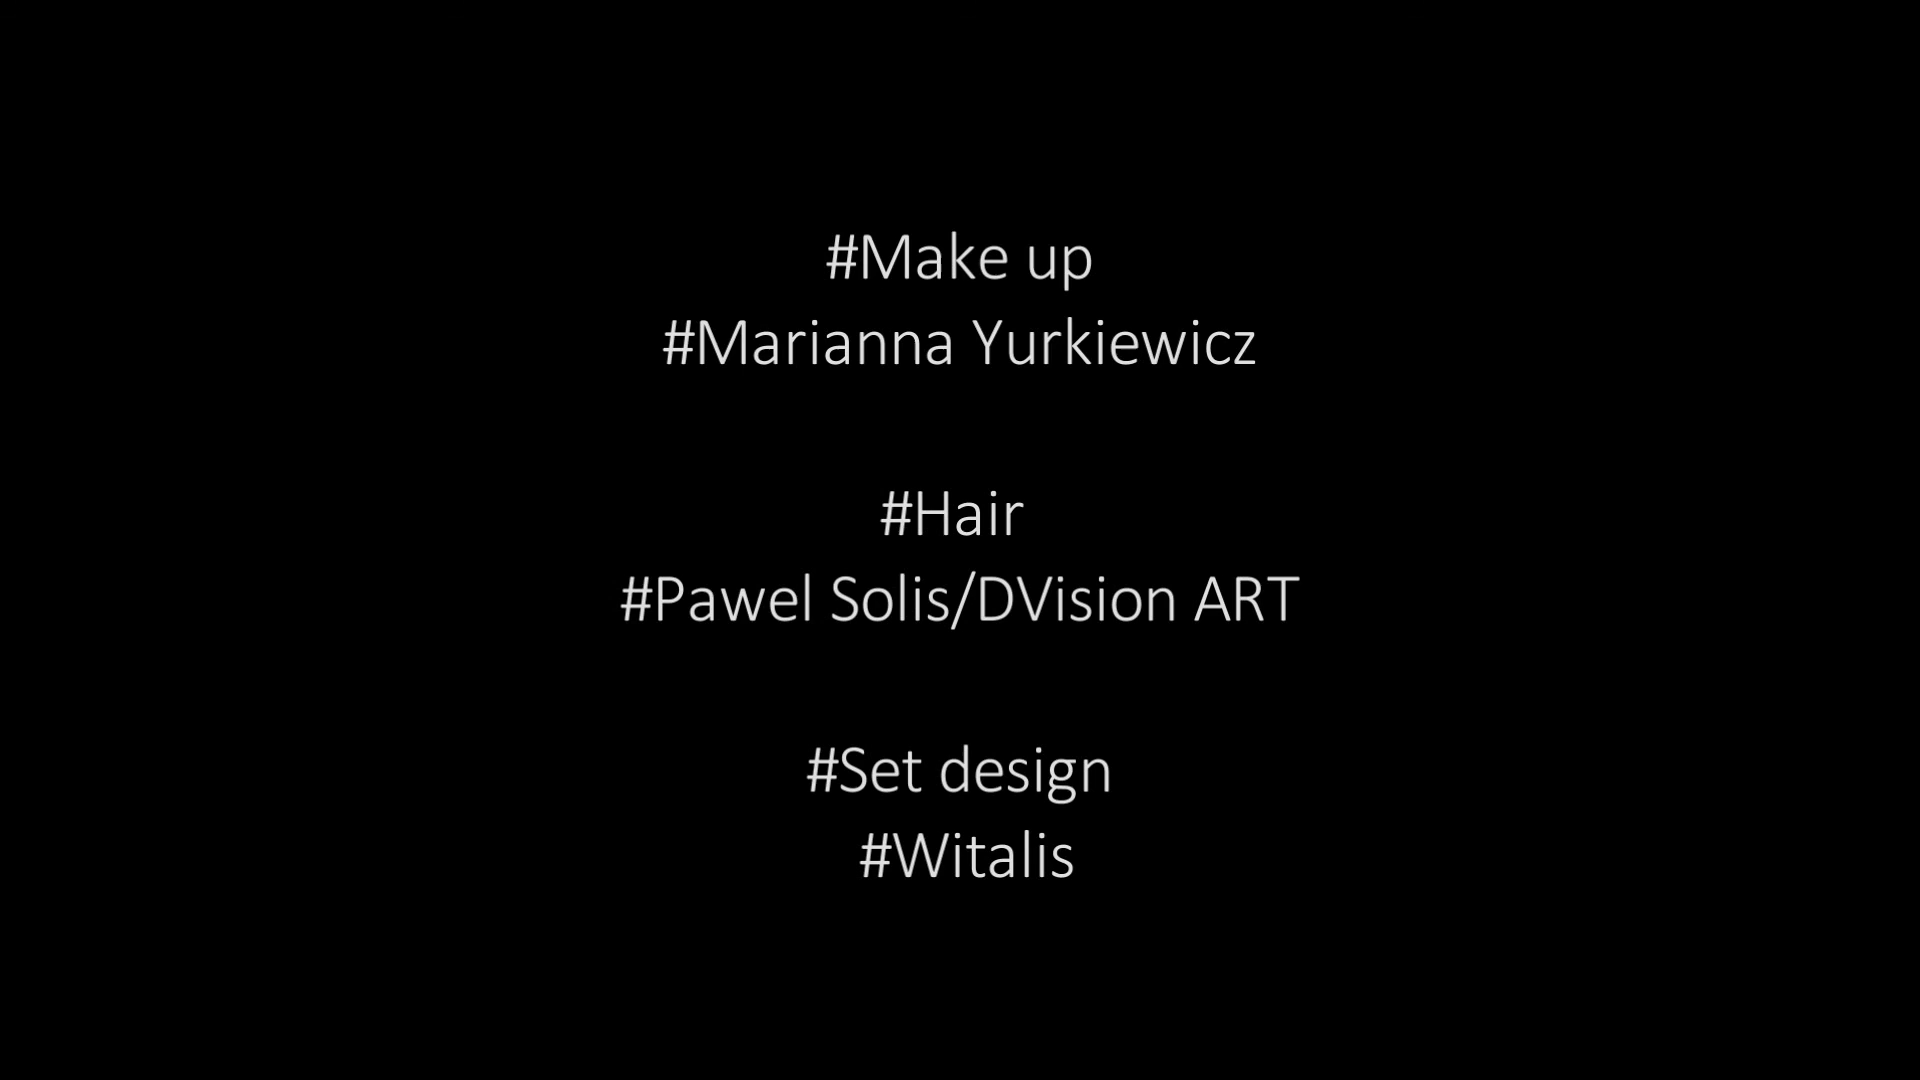 #Make up
#Marianna Yurkiewicz
#Hair
#Pawel Solis/DVision ART
#Set design
#Witalis